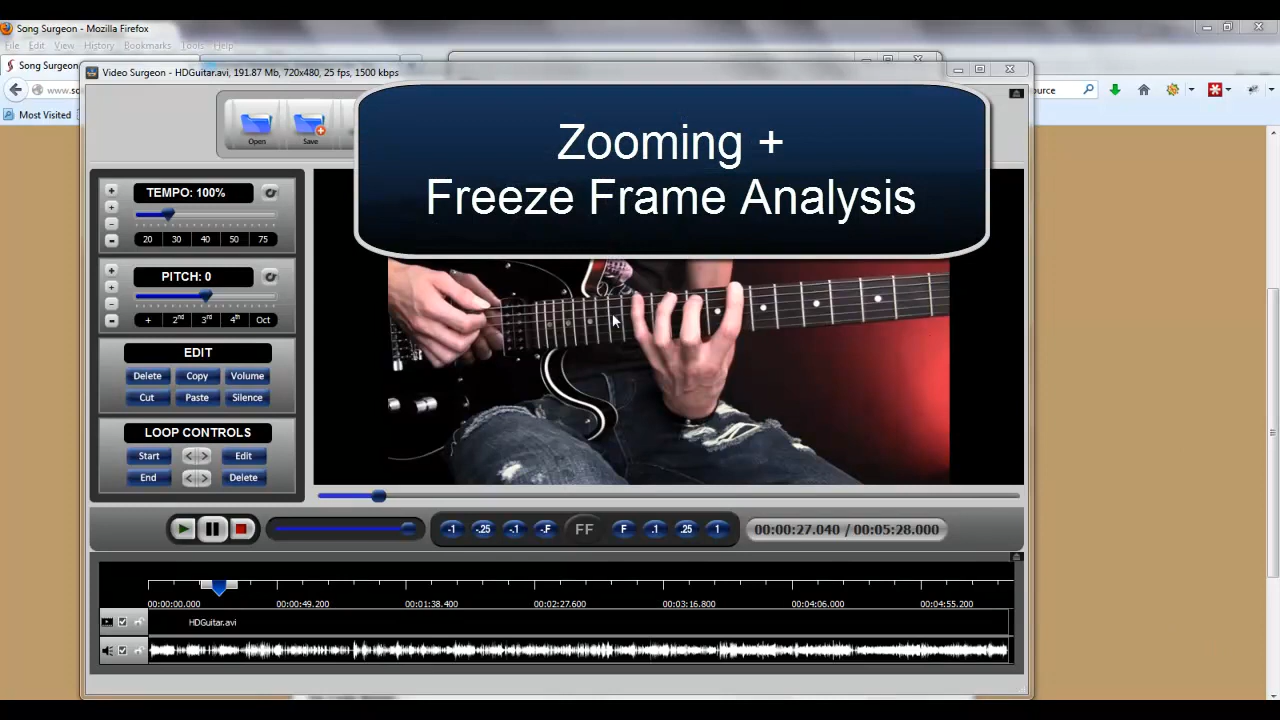 Song Surgeon - Mozilla Firefox
File Edit View History Bookmarks Tools Help
Song Surgeon
Video Surgeon - HDGuitar.avi, 191.87 Mb, 720x480, 25 fps, 1500 kbps
Most Visited
Open
Save
Zooming +
Freeze Frame Analysis
TEMPO: 100%
20 30 40 50 75
PITCH: 0
+ 2nd 3rd 4th Oct
EDIT
Delete Copy Volume
Cut Paste Silence
LOOP CONTROLS
Start < > Edit
End < > Delete
-1 -.25 -.1 -.F FF F .1 .25 1
00:00:27.040 / 00:05:28.000
00:00:00.000 00:00:49.200 00:01:38.400 00:02:27.600 00:03:16.800 00:04:06.000 00:04:55.200
HDGuitar.avi